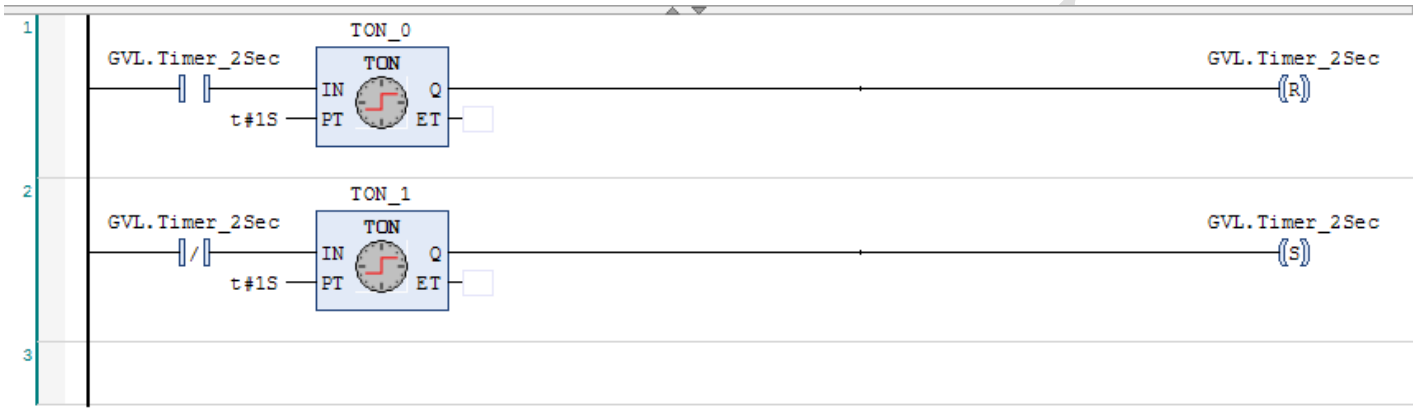 1
TON_0
GVL.Timer_2Sec TON GVL.Timer_2Sec
IN Q R
t#1S PT ET
2
TON_1
GVL.Timer_2Sec TON GVL.Timer_2Sec
IN Q S
t#1S PT ET
3